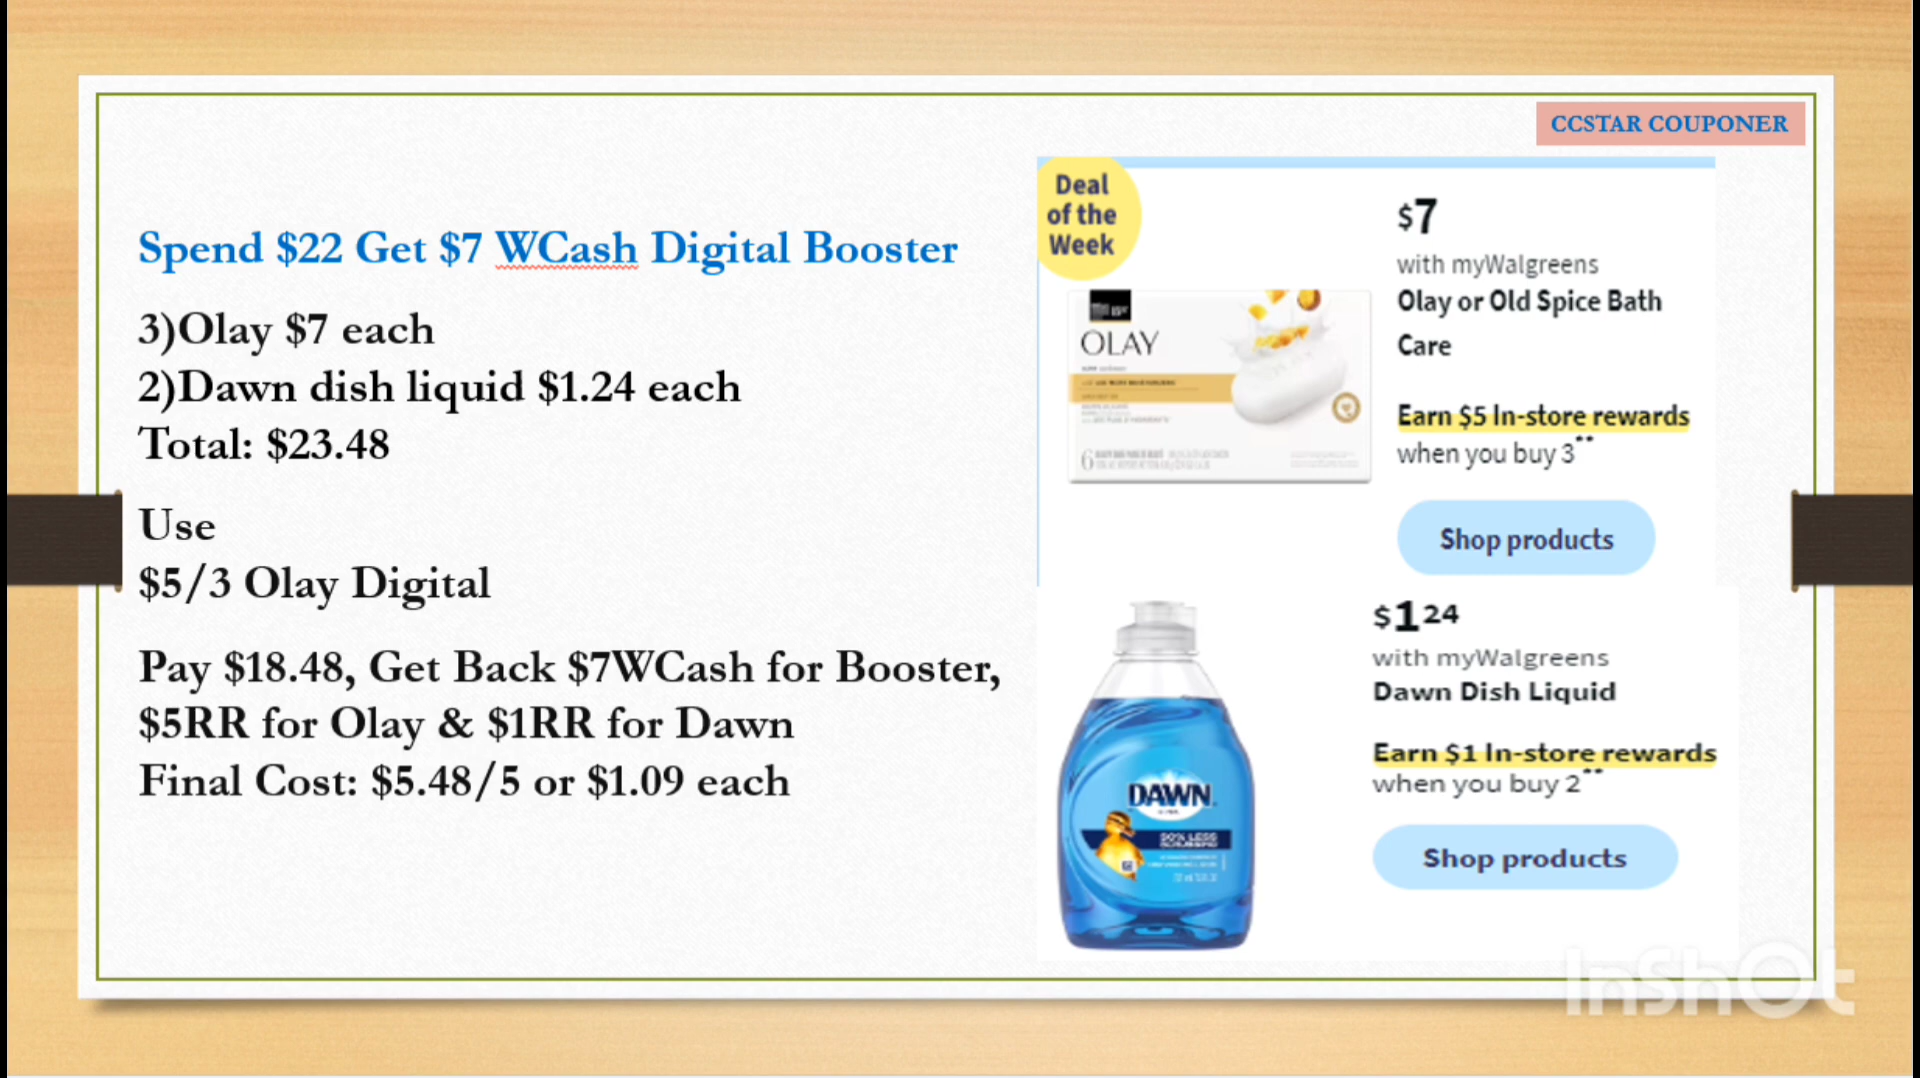 CCSTAR COUPONER
Spend $22 Get $7 WCash Digital Booster
3)Olay $7 each
2)Dawn dish liquid $1.24 each
Total: $23.48
Use
$5/3 Olay Digital
Pay $18.48, Get Back $7WCash for Booster,
$5RR for Olay & $1RR for Dawn
Final Cost: $5.48/5 or $1.09 each
Deal
of the
Week
OLAY
6
$7
with myWalgreens
Olay or Old Spice Bath
Care
Earn $5 In-store rewards
when you buy 3**
Shop products
DAWN
50% LESS
SCRUBBING
$1 24
with myWalgreens
Dawn Dish Liquid
Earn $1 In-store rewards
when you buy 2**
Shop products
InShOt